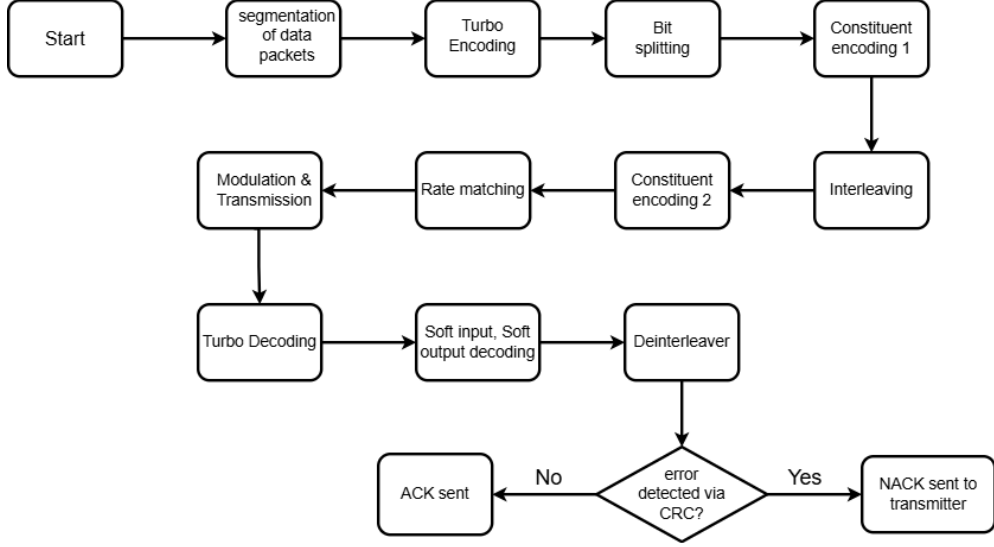 Start
segmentation
of data
packets
Turbo
Encoding
Bit
splitting
Constituent
encoding 1
Interleaving
Constituent
encoding 2
Rate matching
Modulation &
Transmission
Turbo Decoding
Soft input, Soft
output decoding
Deinterleaver
error
detected via
CRC?
No
ACK sent
Yes
NACK sent to
transmitter